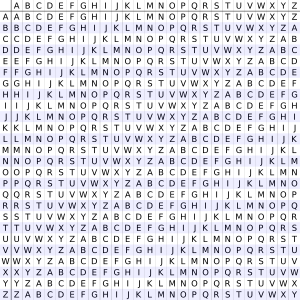 A B C D E F G H I J K L M N O P Q R S T U V W X Y Z
A A B C D E F G H I J K L M N O P Q R S T U V W X Y Z
B B C D E F G H I J K L M N O P Q R S T U V W X Y Z A
C C D E F G H I J K L M N O P Q R S T U V W X Y Z A B
D D E F G H I J K L M N O P Q R S T U V W X Y Z A B C
E E F G H I J K L M N O P Q R S T U V W X Y Z A B C D
F F G H I J K L M N O P Q R S T U V W X Y Z A B C D E
G G H I J K L M N O P Q R S T U V W X Y Z A B C D E F
H H I J K L M N O P Q R S T U V W X Y Z A B C D E F G
I I J K L M N O P Q R S T U V W X Y Z A B C D E F G H
J J K L M N O P Q R S T U V W X Y Z A B C D E F G H I
K K L M N O P Q R S T U V W X Y Z A B C D E F G H I J
L L M N O P Q R S T U V W X Y Z A B C D E F G H I J K
M M N O P Q R S T U V W X Y Z A B C D E F G H I J K L
N N O P Q R S T U V W X Y Z A B C D E F G H I J K L M
O O P Q R S T U V W X Y Z A B C D E F G H I J K L M N
P P Q R S T U V W X Y Z A B C D E F G H I J K L M N O
Q Q R S T U V W X Y Z A B C D E F G H I J K L M N O P
R R S T U V W X Y Z A B C D E F G H I J K L M N O P Q
S S T U V W X Y Z A B C D E F G H I J K L M N O P Q R
T T U V W X Y Z A B C D E F G H I J K L M N O P Q R S
U U V W X Y Z A B C D E F G H I J K L M N O P Q R S T
V V W X Y Z A B C D E F G H I J K L M N O P Q R S T U
W W X Y Z A B C D E F G H I J K L M N O P Q R S T U V
X X Y Z A B C D E F G H I J K L M N O P Q R S T U V W
Y Y Z A B C D E F G H I J K L M N O P Q R S T U V W X
Z Z A B C D E F G H I J K L M N O P Q R S T U V W X Y